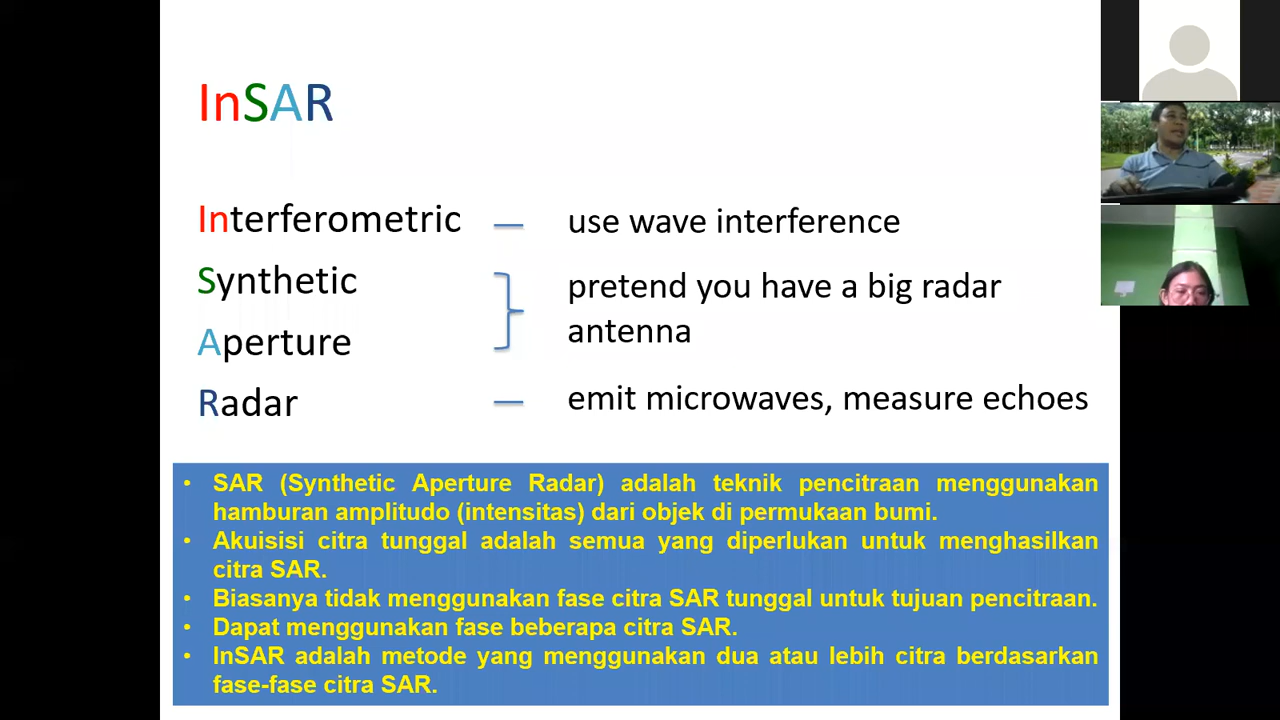 InSAR
Interferometric — use wave interference
Synthetic
pretend you have a big radar
antenna
Aperture
Radar — emit microwaves, measure echoes
• SAR (Synthetic Aperture Radar) adalah teknik pencitraan menggunakan
hamburan amplitudo (intensitas) dari objek di permukaan bumi.
• Akuisisi citra tunggal adalah semua yang diperlukan untuk menghasilkan
citra SAR.
• Biasanya tidak menggunakan fase citra SAR tunggal untuk tujuan pencitraan.
• Dapat menggunakan fase beberapa citra SAR.
• InSAR adalah metode yang menggunakan dua atau lebih citra berdasarkan
fase-fase citra SAR.